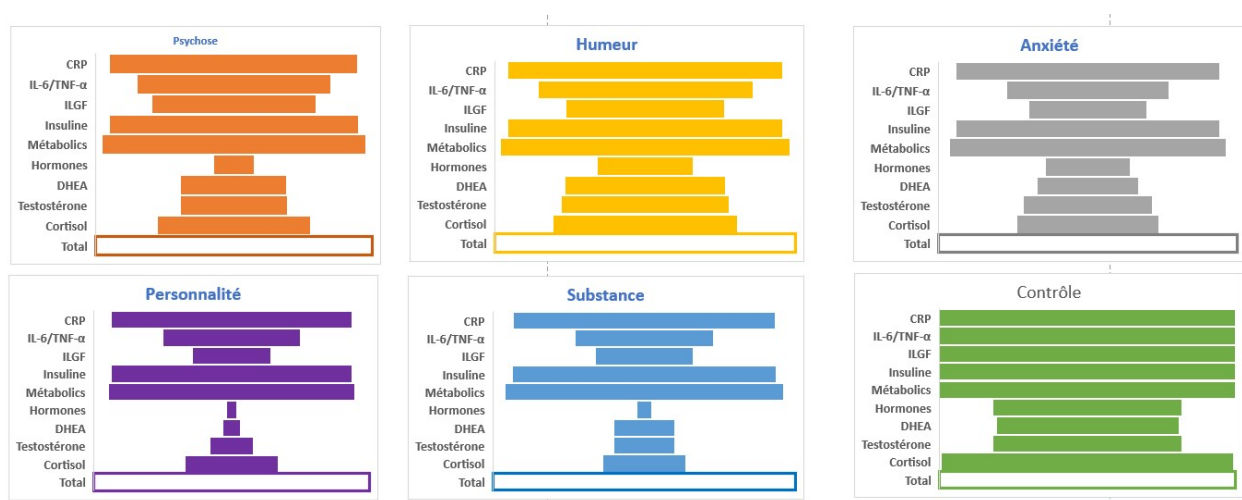 Psychose
CRP
IL-6/TNF-α
ILGF
Insuline
Métabolics
Hormones
DHEA
Testostérone
Cortisol
Total
Humeur
CRP
IL-6/TNF-α
ILGF
Insuline
Métabolics
Hormones
DHEA
Testostérone
Cortisol
Total
Anxiété
CRP
IL-6/TNF-α
ILGF
Insuline
Métabolics
Hormones
DHEA
Testostérone
Cortisol
Total
Personnalité
CRP
IL-6/TNF-α
ILGF
Insuline
Métabolics
Hormones
DHEA
Testostérone
Cortisol
Total
Substance
CRP
IL-6/TNF-α
ILGF
Insuline
Métabolics
Hormones
DHEA
Testostérone
Cortisol
Total
Contrôle
CRP
IL-6/TNF-α
ILGF
Insuline
Métabolics
Hormones
DHEA
Testostérone
Cortisol
Total